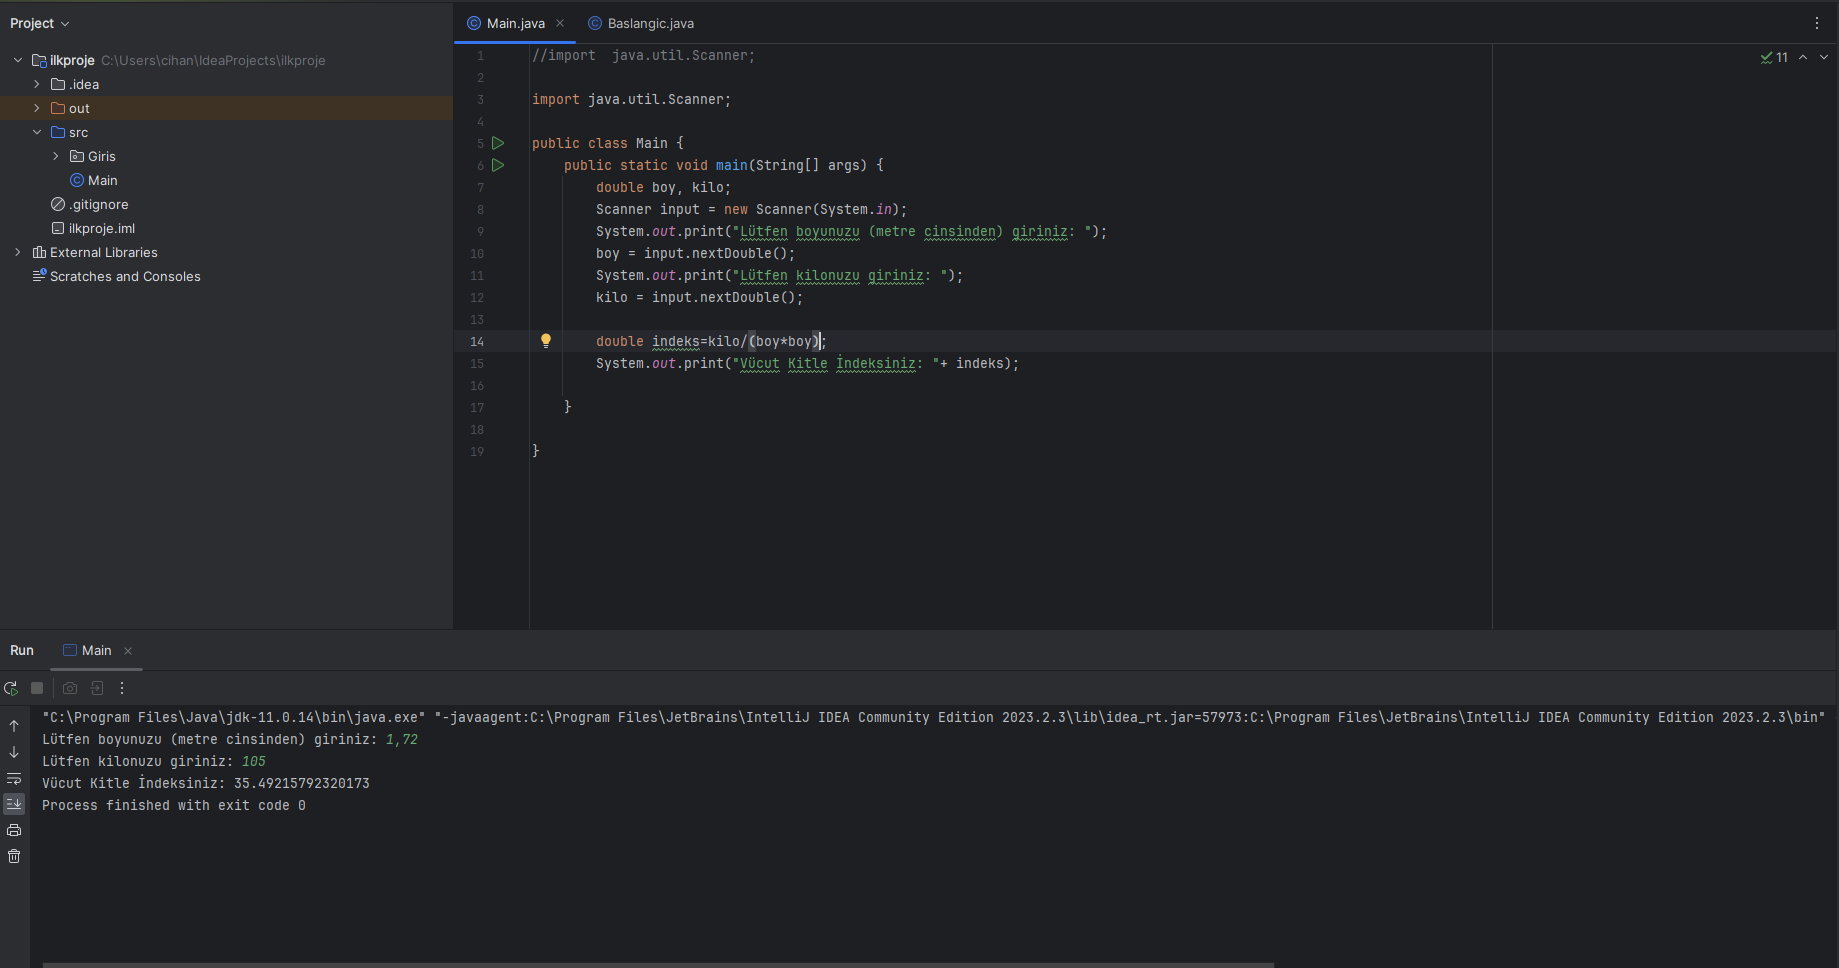 Project
ilkproje C:\Users\cihan\IdeaProjects\ilkproje
.idea
out
src
Giris
Main
.gitignore
ilkproje.iml
External Libraries
Scratches and Consoles
Main.java
Baslangic.java
11
1 //import  java.util.Scanner;
2
3 import java.util.Scanner;
4
5 public class Main {
6 public static void main(String[] args) {
7 double boy, kilo;
8 Scanner input = new Scanner(System.in);
9 System.out.print("Lütfen boyunuzu (metre cinsinden) giriniz: ");
10 boy = input.nextDouble();
11 System.out.print("Lütfen kilonuzu giriniz: ");
12 kilo = input.nextDouble();
13
14 double indeks=kilo/(boy*boy);
15 System.out.print("Vücut Kitle İndeksiniz: "+ indeks);
16
17 }
18
19 }
Run Main
"C:\Program Files\Java\jdk-11.0.14\bin\java.exe" "-javaagent:C:\Program Files\JetBrains\IntelliJ IDEA Community Edition 2023.2.3\lib\idea_rt.jar=57973:C:\Program Files\JetBrains\IntelliJ IDEA Community Edition 2023.2.3\bin"
Lütfen boyunuzu (metre cinsinden) giriniz: 1,72
Lütfen kilonuzu giriniz: 105
Vücut Kitle İndeksiniz: 35.49215792320173
Process finished with exit code 0